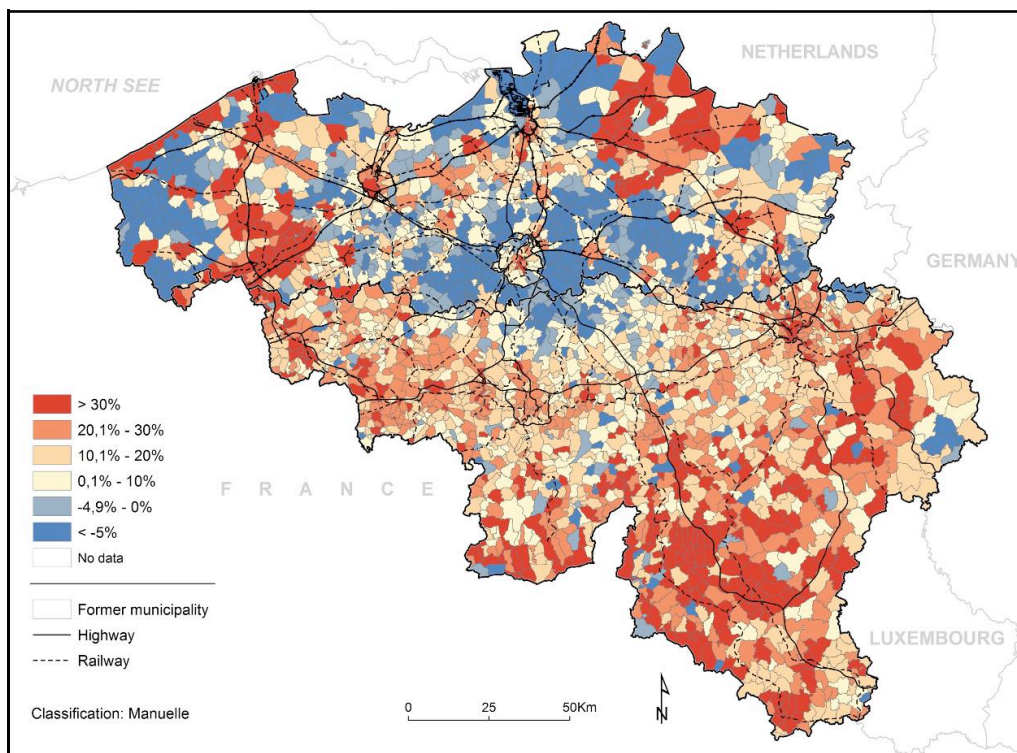 NETHERLANDS
NORTH SEE
GERMANY
> 30%
20,1% - 30%
10,1% - 20%
0,1% - 10%
-4,9% - 0%
< -5%
No data
FRANCE
Former municipality
Highway
Railway
LUXEMBOURG
Classification: Manuelle
0 25 50Km
N